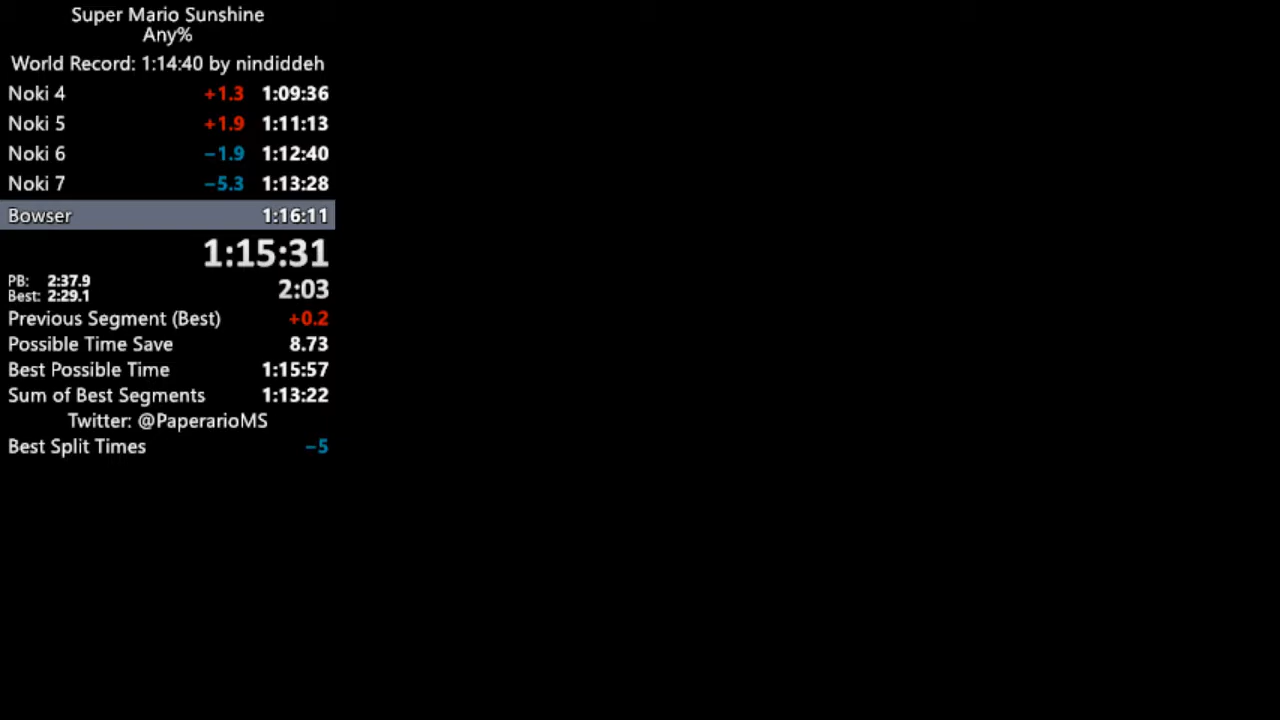 Super Mario Sunshine
Any%
World Record: 1:14:40 by nindiddeh
Noki 4 +1.3 1:09:36
Noki 5 +1.9 1:11:13
Noki 6 −1.9 1:12:40
Noki 7 −5.3 1:13:28
Bowser 1:16:11
1:15:31
PB: 2:37.9
Best: 2:29.1
2:03
Previous Segment (Best) +0.2
Possible Time Save 8.73
Best Possible Time 1:15:57
Sum of Best Segments 1:13:22
Twitter: @PaperarioMS
Best Split Times −5